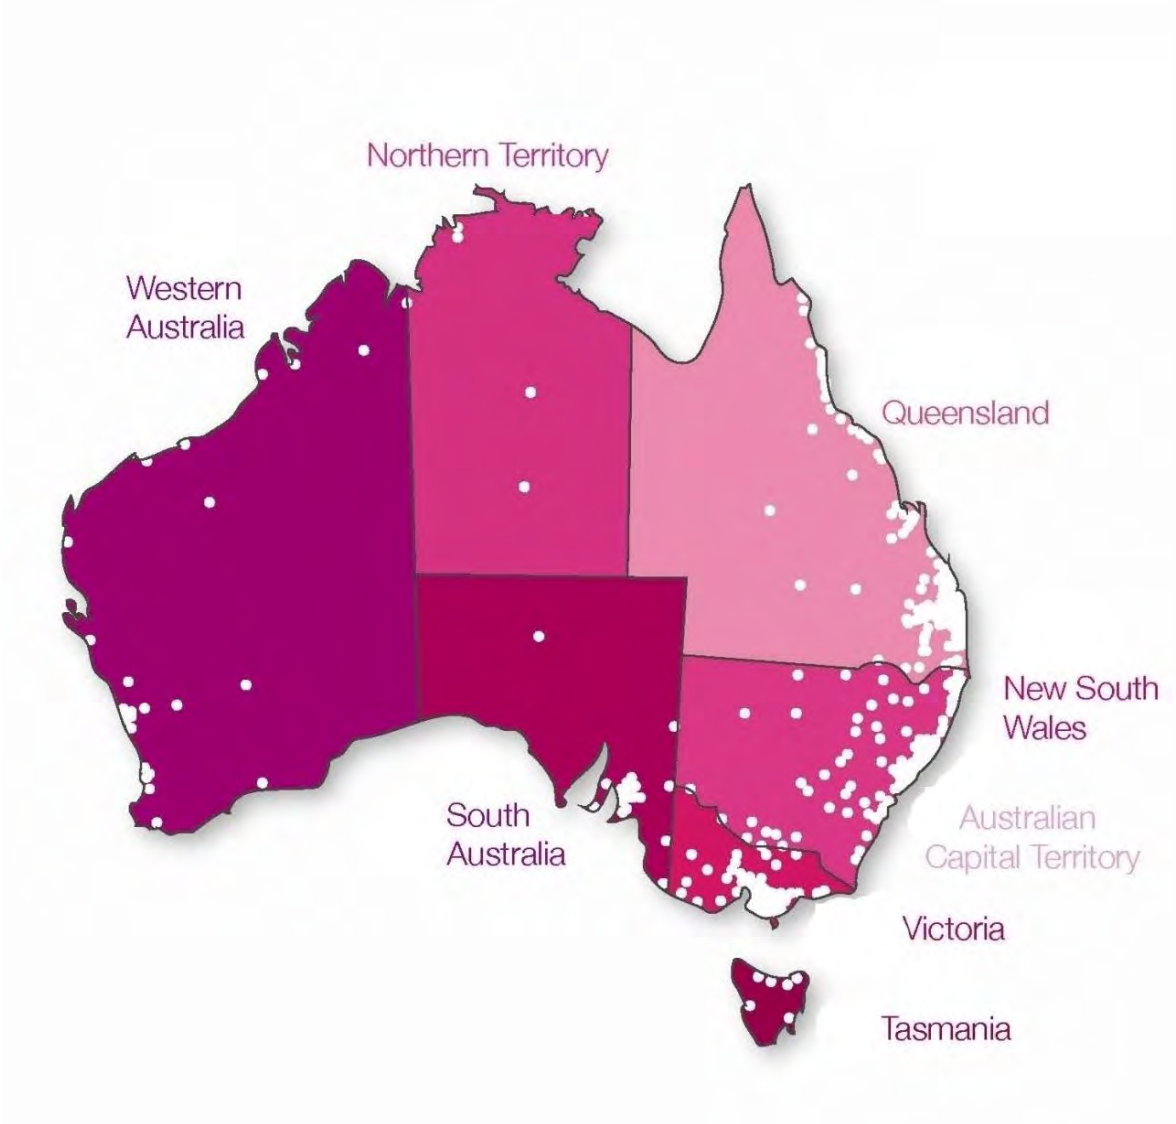 Northern Territory
Western
Australia
Queensland
New South
Wales
South
Australia
Australian
Capital Territory
Victoria
Tasmania